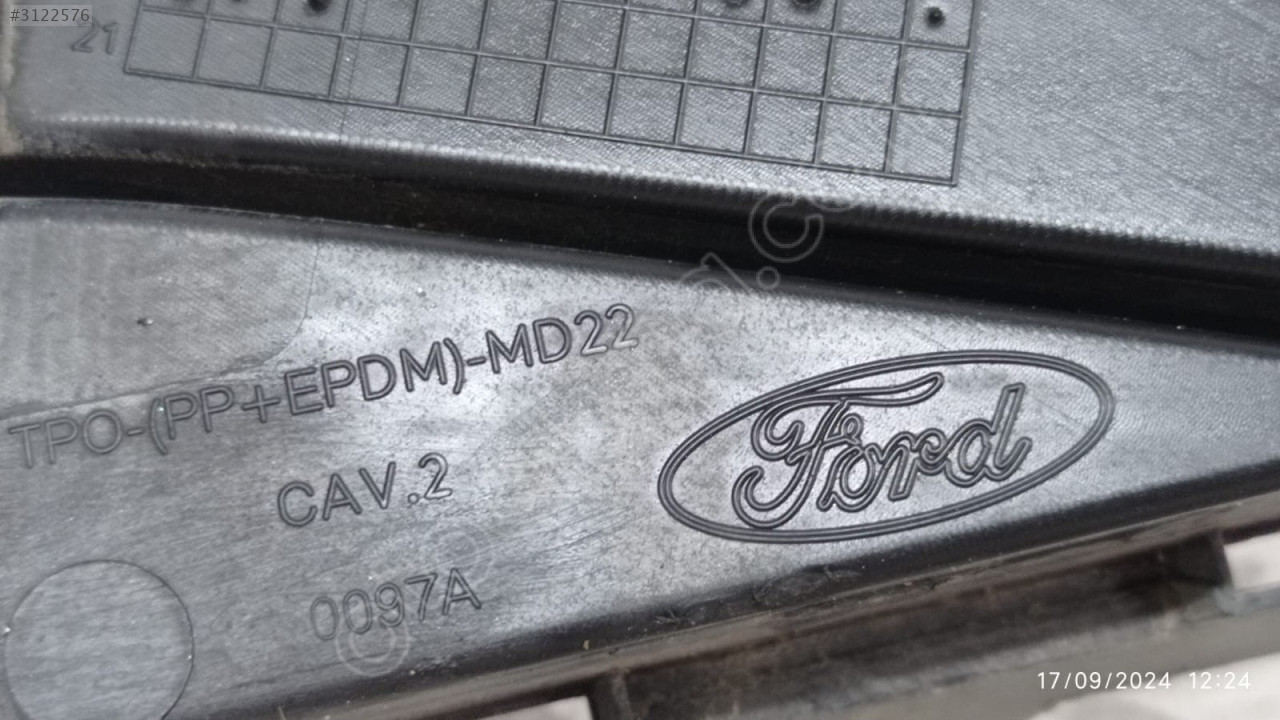 #3122576
21
TPO-(PP+EPDM)-MD22
CAV.2
Ford
0097A
17/09/2024 12:24